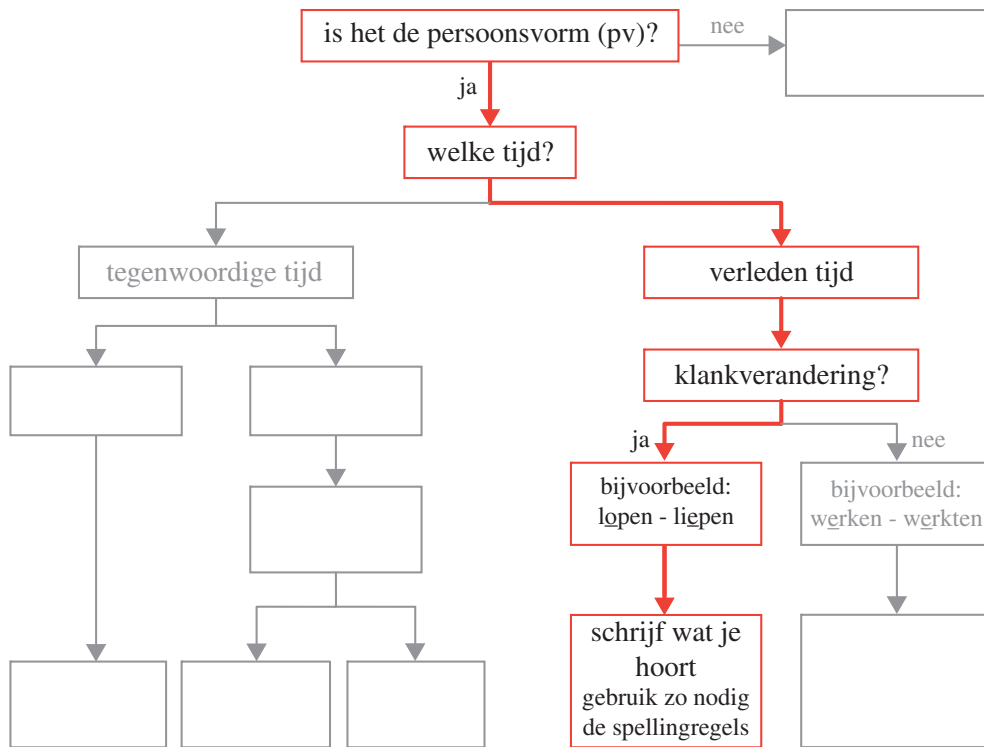 is het de persoonsvorm (pv)?
nee
ja
welke tijd?
tegenwoordige tijd
verleden tijd
klankverandering?
ja
nee
bijvoorbeeld:
lopen - liepen
bijvoorbeeld:
werken - werkten
schrijf wat je
hoort
gebruik zo nodig
de spellingregels